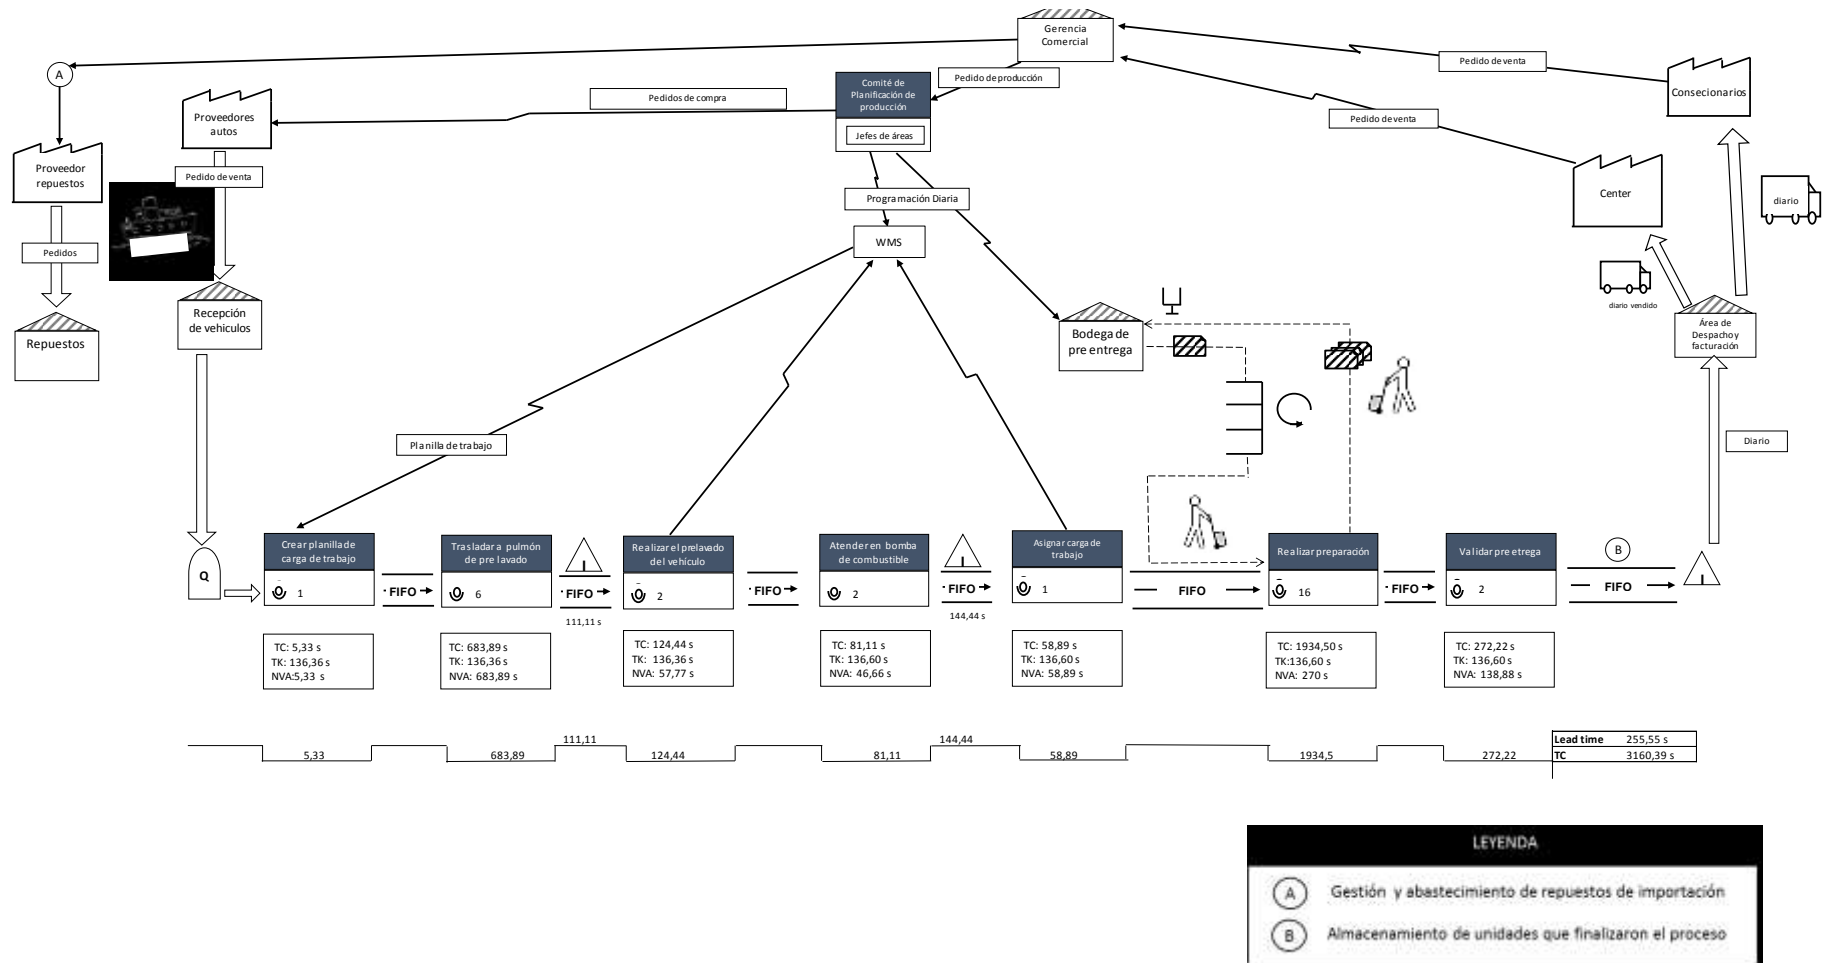 Gerencia
Comercial
Pedido de venta
Consecionarios
A
Pedido de producción
Comité de
Planificación de
producción
Jefes de áreas
Pedidos de compra
Pedido de venta
Proveedores
autos
Proveedor
repuestos
Pedido de venta
Center
diario
Programación Diaria
WMS
Pedidos
diario vendido
Recepción
de vehiculos
Repuestos
Bodega de
pre entrega
Área de
Despacho y
facturación
Planilla de trabajo
Diario
Q
Crear planilla de
carga de trabajo
1
FIFO
Trasladar a pulmón
de pre lavado
6
I
FIFO
111,11 s
Realizar el prelavado
del vehículo
2
FIFO
Atender en bomba
de combustible
2
I
FIFO
144,44 s
Asignar carga de
trabajo
1
FIFO
Realizar preparación
16
FIFO
Validar pre etrega
2
B
FIFO
I
TC: 5,33 s
TK: 136,36 s
NVA:5,33 s
TC: 683,89 s
TK: 136,36 s
NVA: 683,89 s
TC: 124,44 s
TK: 136,36 s
NVA: 57,77 s
TC: 81,11 s
TK: 136,60 s
NVA: 46,66 s
TC: 58,89 s
TK: 136,60 s
NVA: 58,89 s
TC: 1934,50 s
TK:136,60 s
NVA: 270 s
TC: 272,22 s
TK: 136,60 s
NVA: 138,88 s
111,11
144,44
5,33
683,89
124,44
81,11
58,89
1934,5
272,22
Lead time 255,55 s
TC 3160,39 s
LEYENDA
A Gestión y abastecimiento de repuestos de importación
B Almacenamiento de unidades que finalizaron el proceso